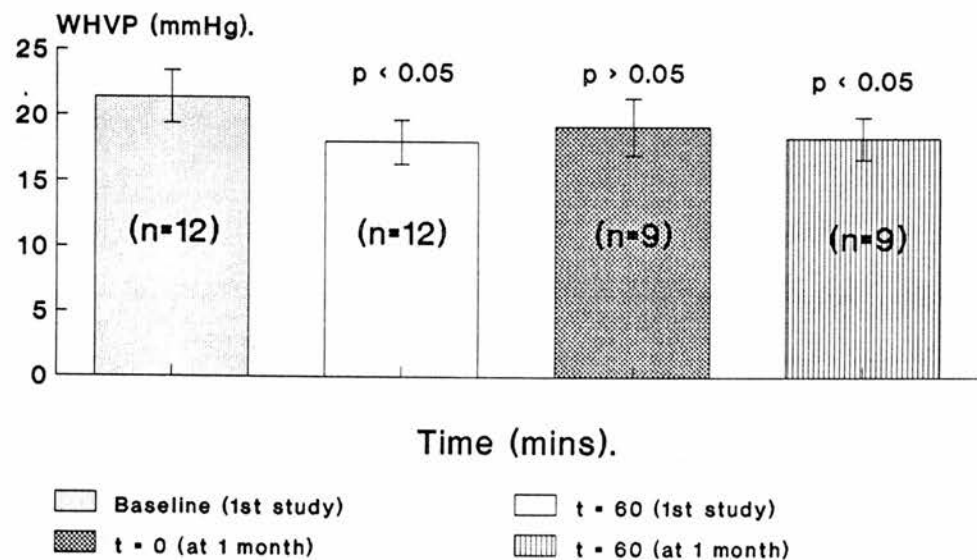 WHVP (mmHg).
25
20
15
10
5
0
p < 0.05
p > 0.05
p < 0.05
(n=12)
(n=12)
(n=9)
(n=9)
Time (mins).
Baseline (1st study)
t = 60 (1st study)
t = 0 (at 1 month)
t = 60 (at 1 month)